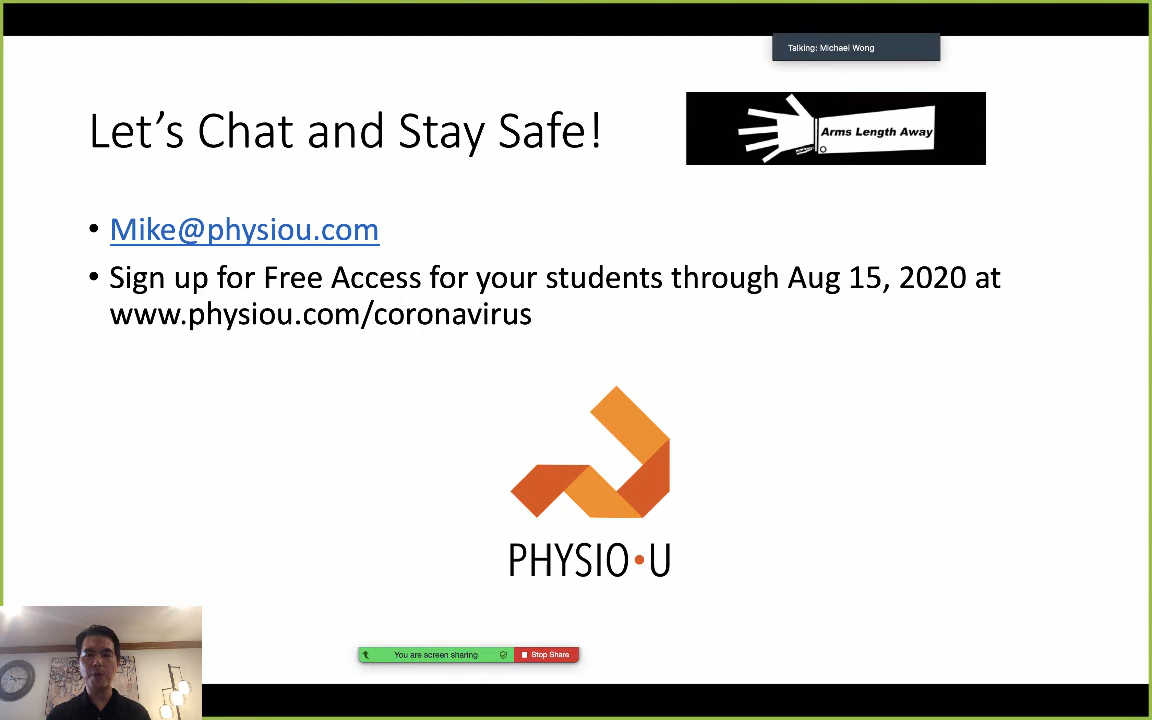 Talking: Michael Wong
Let's Chat and Stay Safe!
Arms Length Away
• Mike@physiou.com
• Sign up for Free Access for your students through Aug 15, 2020 at
www.physiou.com/coronavirus
PHYSIO•U
You are screen sharing
Stop Share